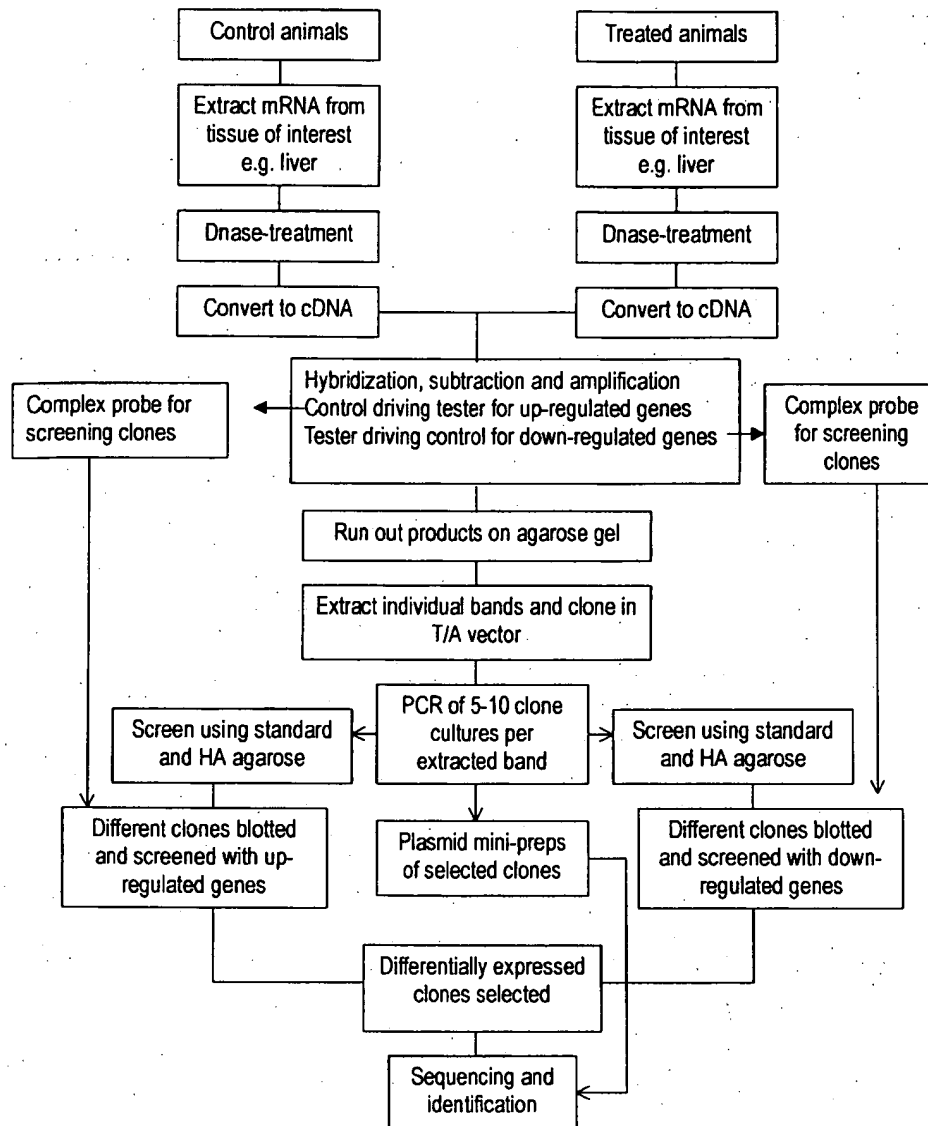 Control animals
Treated animals
Extract mRNA from
tissue of interest
e.g. liver
Extract mRNA from
tissue of interest
e.g. liver
Dnase-treatment
Dnase-treatment
Convert to cDNA
Convert to cDNA
Hybridization, subtraction and amplification
Control driving tester for up-regulated genes
Tester driving control for down-regulated genes
Complex probe for
screening clones
Complex probe
for screening
clones
Run out products on agarose gel
Extract individual bands and clone in
T/A vector
PCR of 5-10 clone
cultures per
extracted band
Screen using standard
and HA agarose
Screen using standard
and HA agarose
Different clones blotted
and screened with up-
regulated genes
Plasmid mini-preps
of selected clones
Different clones blotted
and screened with down-
regulated genes
Differentially expressed
clones selected
Sequencing and
identification